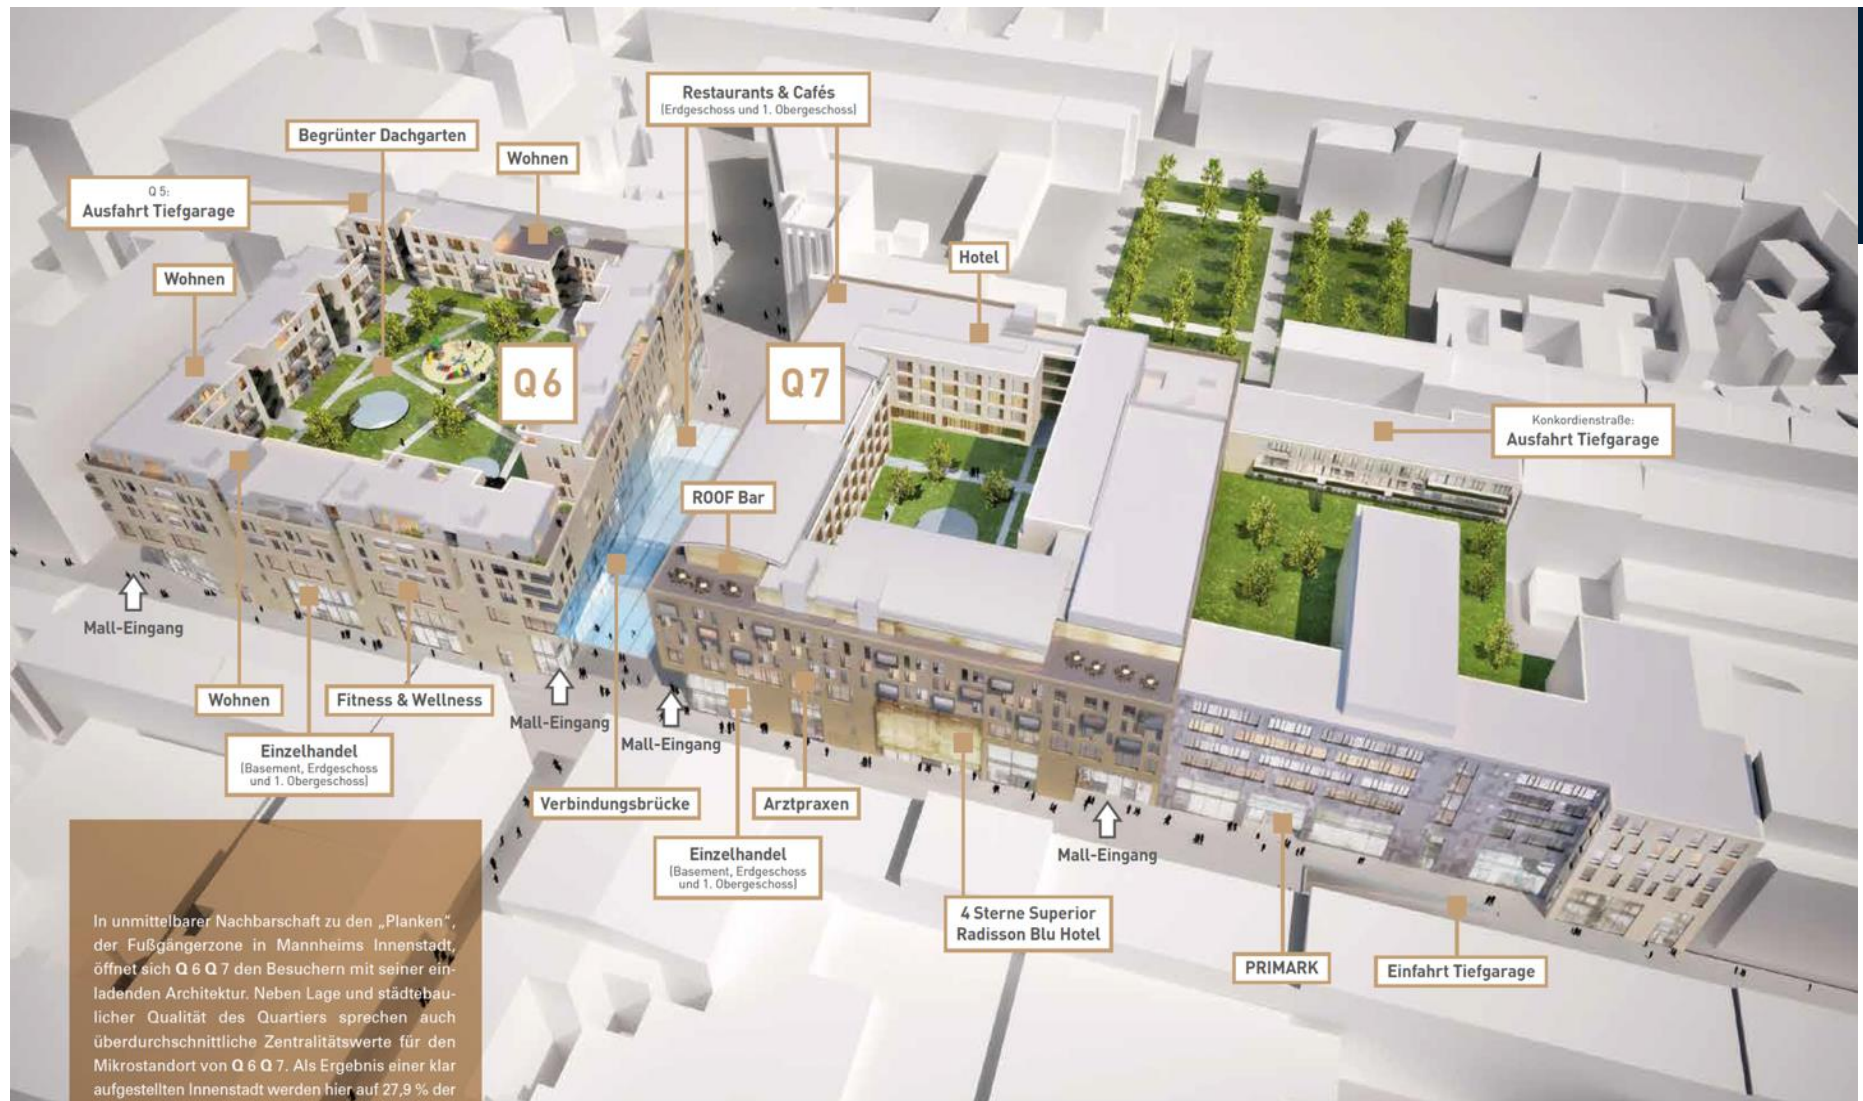 Restaurants & Cafés
(Erdgeschoss und 1. Obergeschoss)
Begrünter Dachgarten
Wohnen
Q 5:
Ausfahrt Tiefgarage
Wohnen
Hotel
Q 6
Q 7
Konkordienstraße:
Ausfahrt Tiefgarage
ROOF Bar
Mall-Eingang
Wohnen
Fitness & Wellness
Mall-Eingang
Mall-Eingang
Einzelhandel
(Basement, Erdgeschoss
und 1. Obergeschoss)
Verbindungsbrücke
Arztpraxen
Einzelhandel
(Basement, Erdgeschoss
und 1. Obergeschoss)
Mall-Eingang
4 Sterne Superior
Radisson Blu Hotel
PRIMARK
Einfahrt Tiefgarage
In unmittelbarer Nachbarschaft zu den „Planken“,
der Fußgängerzone in Mannheims Innenstadt,
öffnet sich Q 6 Q 7 den Besuchern mit seiner ein-
ladenden Architektur. Neben Lage und städtebau-
licher Qualität des Quartiers sprechen auch
überdurchschnittliche Zentralitätswerte für den
Mikrostandort von Q 6 Q 7. Als Ergebnis einer klar
aufgestellten Innenstadt werden hier auf 27,9 % der